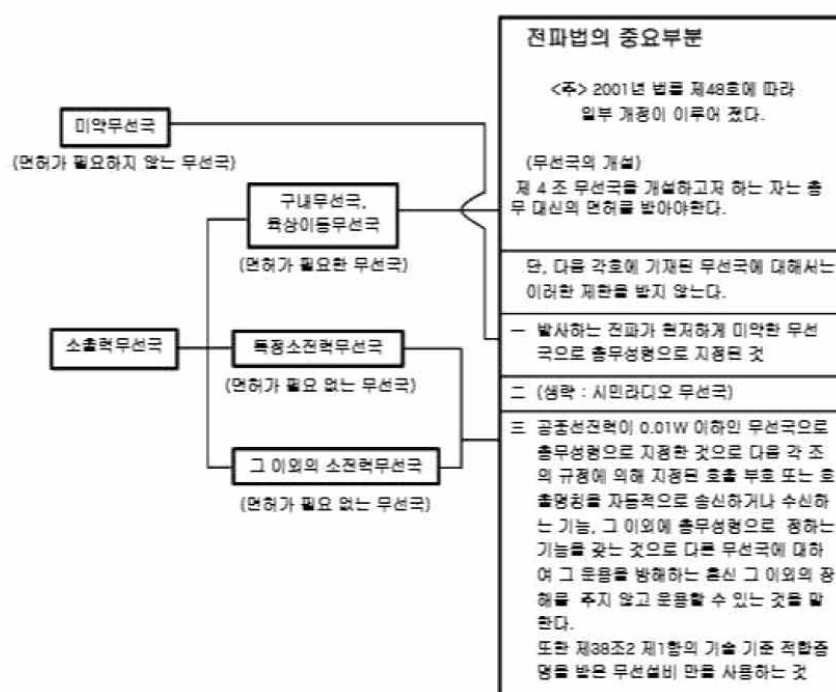 미약무선국
(면허가 필요하지 않는 무선국)
구내무선국,
육상이동무선국
(면허가 필요한 무선국)
소출력무선국
특정소전력무선국
(면허가 필요 없는 무선국)
그 이외의 소전력무선국
(면허가 필요 없는 무선국)
전파법의 중요부분
<주> 2001년 법률 제48호에 따라
일부 개정이 이루어 졌다.
(무선국의 개설)
제 4 조 무선국을 개설하고저 하는 자는 총
무 대신의 면허를 받아야한다.
단, 다음 각호에 기재된 무선국에 대해서는
이러한 제한을 받지 않는다.
一 발사하는 전파가 현저하게 미약한 무선
국으로 총무성령으로 지정된 것
二 (생략 : 시민라디오 무선국)
三 공중선전력이 0.01W 이하인 무선국으로
총무성령으로 지정한 것으로 다음 각 조
의 규정에 의해 지정된 호출 부호 또는 호
출명칭을 자동적으로 송신하거나 수신하
는 기능, 그 이외에 총무성령으로 정하는
기능을 갖는 것으로 다른 무선국에 대하
여 그 운용을 방해하는 혼신 그 이외의 장
해를 주지 않고 운용할 수 있는 것을 말
한다.
또한 제38조2 제1항의 기술 기준 적합증
명을 받은 무선설비 만을 사용하는 것